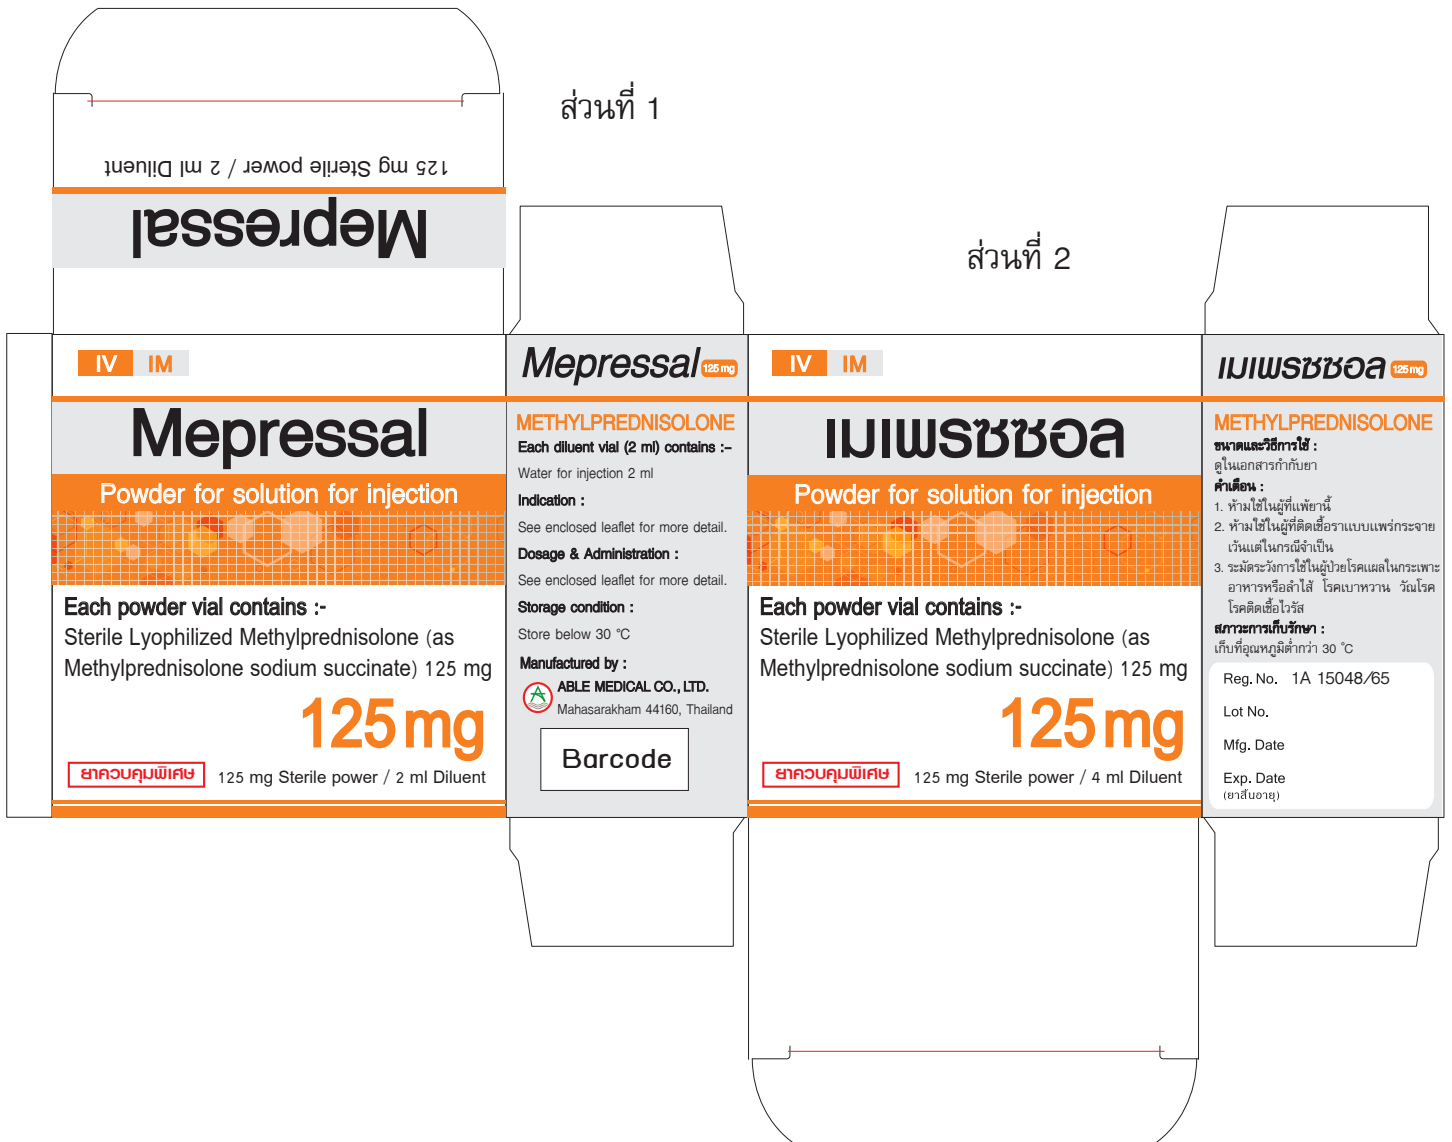 ส่วนที่ 1
125 mg Sterile power / 2 ml Diluent
Mepressal
ส่วนที่ 2
IV IM
Mepressal
Powder for solution for injection
Each powder vial contains :-
Sterile Lyophilized Methylprednisolone (as
Methylprednisolone sodium succinate) 125 mg
125 mg
ยาควบคุมพิเศษ
125 mg Sterile power / 2 ml Diluent
Mepressal 125 mg
METHYLPREDNISOLONE
Each diluent vial (2 ml) contains :-
Water for injection 2 ml
Indication :
See enclosed leaflet for more detail.
Dosage & Administration :
See enclosed leaflet for more detail.
Storage condition :
Store below 30 °C
Manufactured by :
ABLE MEDICAL CO., LTD.
Mahasarakham 44160, Thailand
Barcode
IV IM
เมเพรซซอล
Powder for solution for injection
Each powder vial contains :-
Sterile Lyophilized Methylprednisolone (as
Methylprednisolone sodium succinate) 125 mg
125 mg
ยาควบคุมพิเศษ
125 mg Sterile power / 4 ml Diluent
เมเพรซซอล 125 mg
METHYLPREDNISOLONE
ขนาดและวิธีการใช้ :
ดูในเอกสารกำกับยา
คำเตือน :
1. ห้ามใช้ในผู้ที่แพ้ยานี้
2. ห้ามใช้ในผู้ที่ติดเชื้อราแบบแพร่กระจาย
เว้นแต่ในกรณีจำเป็น
3. ระมัดระวังการใช้ในผู้ป่วยโรคแผลในกระเพาะ
อาหารหรือลำไส้ โรคเบาหวาน วัณโรค
โรคติดเชื้อไวรัส
สภาวะการเก็บรักษา :
เก็บที่อุณหภูมิต่ำกว่า 30 °C
Reg. No. 1A 15048/65
Lot No.
Mfg. Date
Exp. Date
(ยาสิ้นอายุ)